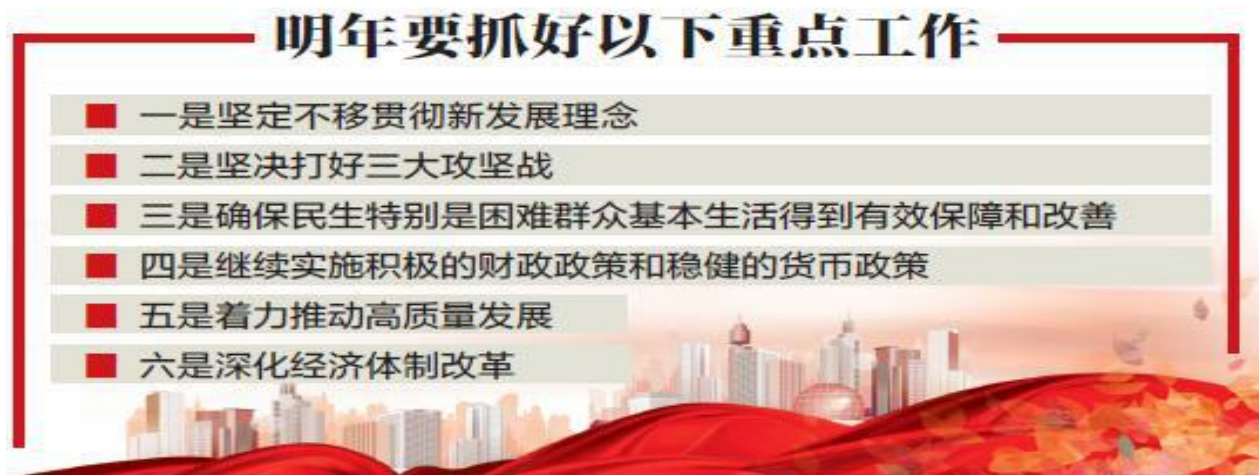 明年要抓好以下重点工作
一是坚定不移贯彻新发展理念
二是坚决打好三大攻坚战
三是确保民生特别是困难群众基本生活得到有效保障和改善
四是继续实施积极的财政政策和稳健的货币政策
五是着力推动高质量发展
六是深化经济体制改革